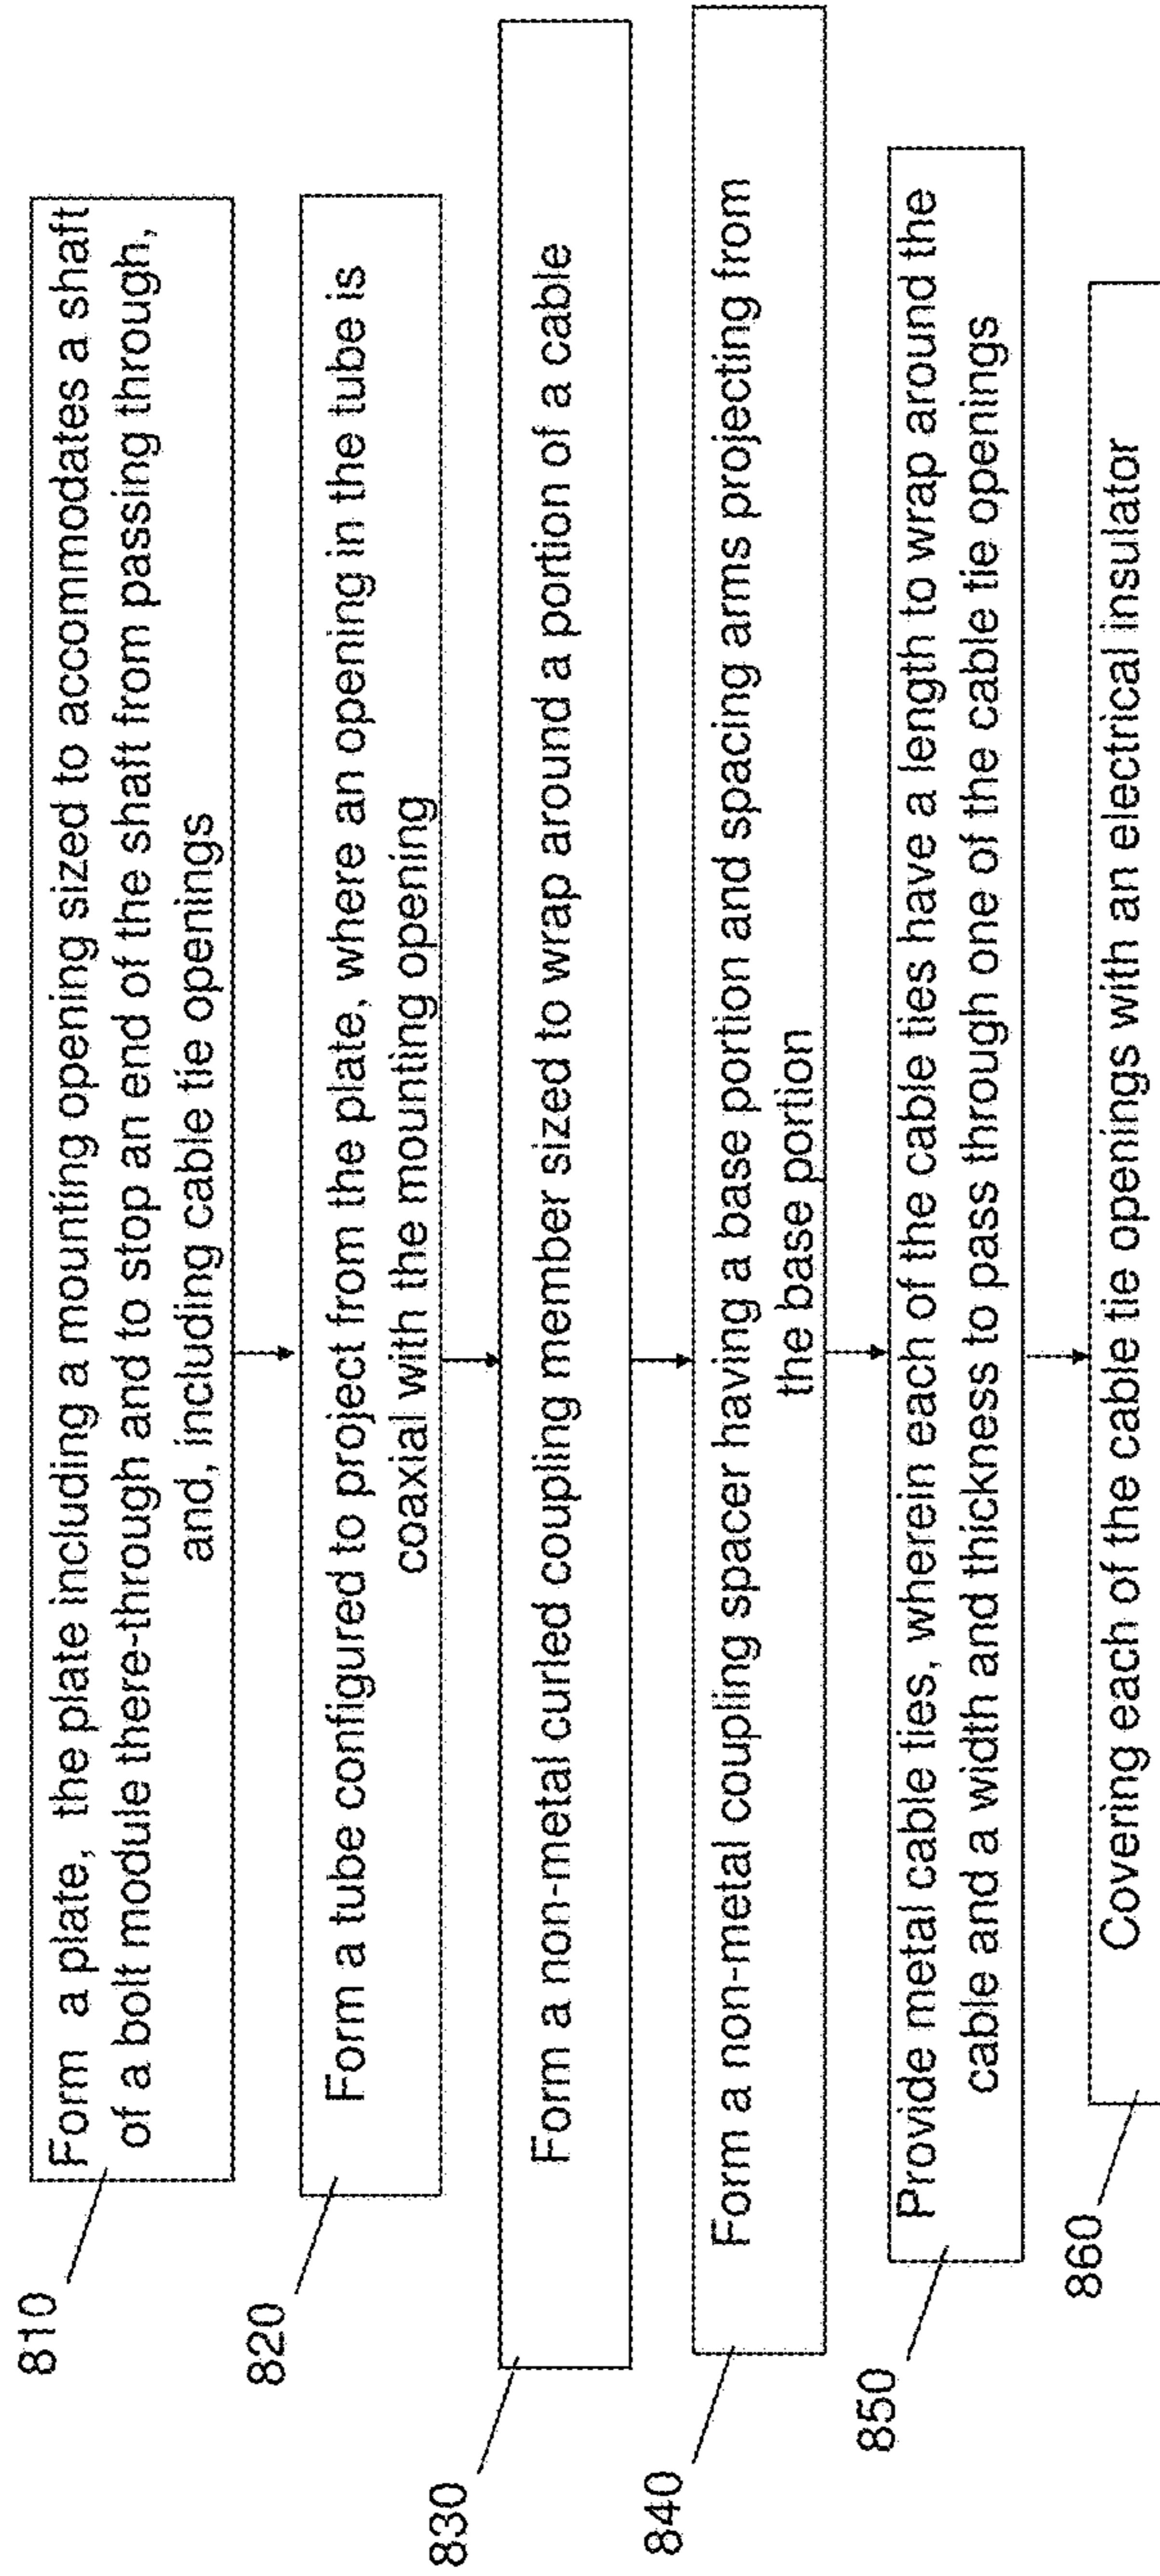 810
Form a plate, the plate including a mounting opening sized to accommodates a shaft
of a bolt module there-through and to stop an end of the shaft from passing through,
and, including cable tie openings
820
Form a tube configured to project from the plate, where an opening in the tube is
coaxial with the mounting opening
830
Form a non-metal curled coupling member sized to wrap around a portion of a cable
840
Form a non-metal coupling spacer having a base portion and spacing arms projecting from
the base portion
850
Provide metal cable ties, wherein each of the cable ties have a length to wrap around the
cable and a width and thickness to pass through one of the cable tie openings
860
Covering each of the cable tie openings with an electrical insulator